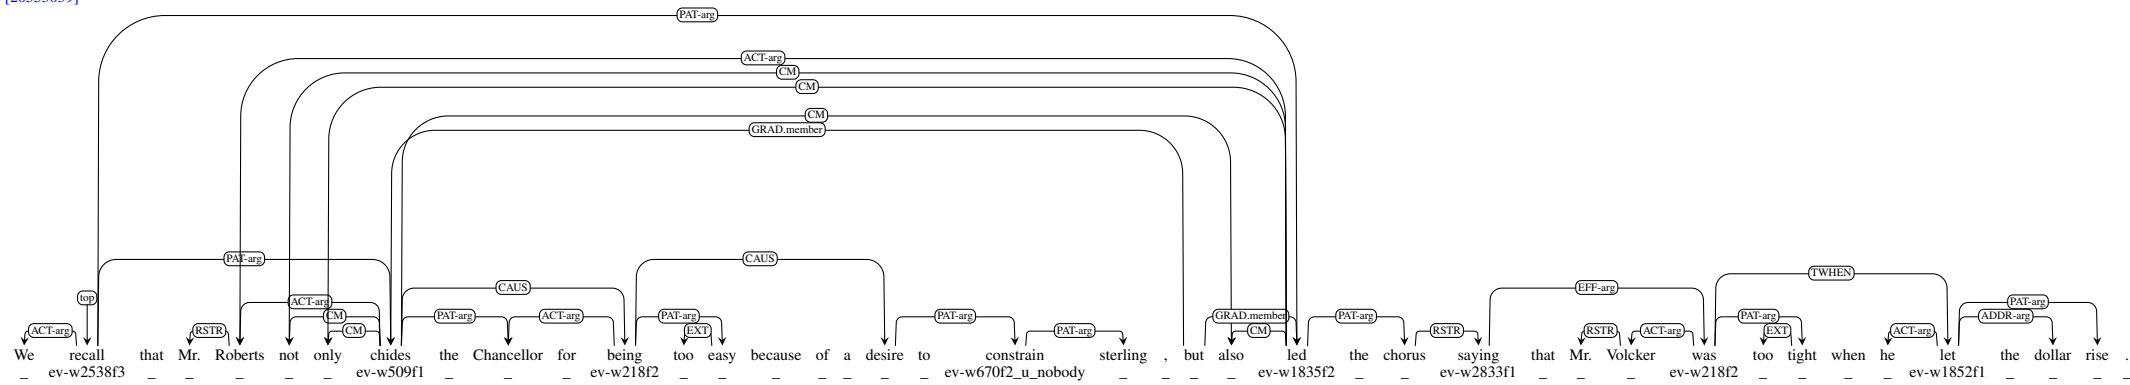 PAT-arg
ACT-arg
CM
CM
CM
GRAD.member
PAT-arg CAUS
TWHEN
CAUS EFF-arg
top ACT-arg PAT-arg
CM PAT-arg ACT-arg PAT-arg PAT-arg GRAD.member PAT-arg PAT-arg ADDR-arg
ACT-arg RSTR CM EXT PAT-arg CM RSTR RSTR ACT-arg EXT ACT-arg
We recall that Mr. Roberts not only chides the Chancellor for being too easy because of a desire to constrain sterling , but also led the chorus saying that Mr. Volcker was too tight when he let the dollar rise .
_ ev-w2538f3 _ _ _ _ _ ev-w509f1 _ _ _ ev-w218f2 _ _ _ _ _ _ _ ev-w670f2_u_nobody _ _ _ _ ev-w1835f2 _ _ ev-w2833f1 _ _ _ ev-w218f2 _ _ _ _ ev-w1852f1 _ _ _ _